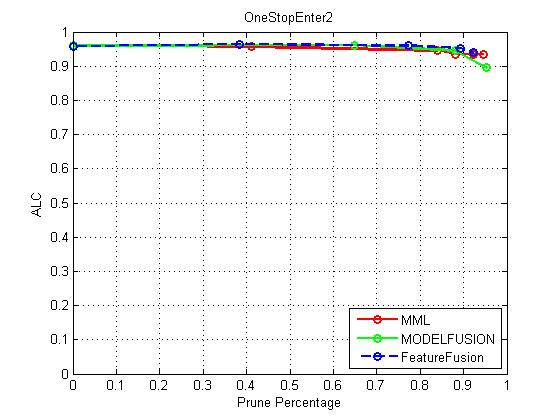 OneStopEnter2
1
0.9
0.8
0.7
0.6
0.5
0.4
0.3
0.2
0.1
0
ALC
0 0.1 0.2 0.3 0.4 0.5 0.6 0.7 0.8 0.9 1
Prune Percentage
MML
MODELFUSION
FeatureFusion